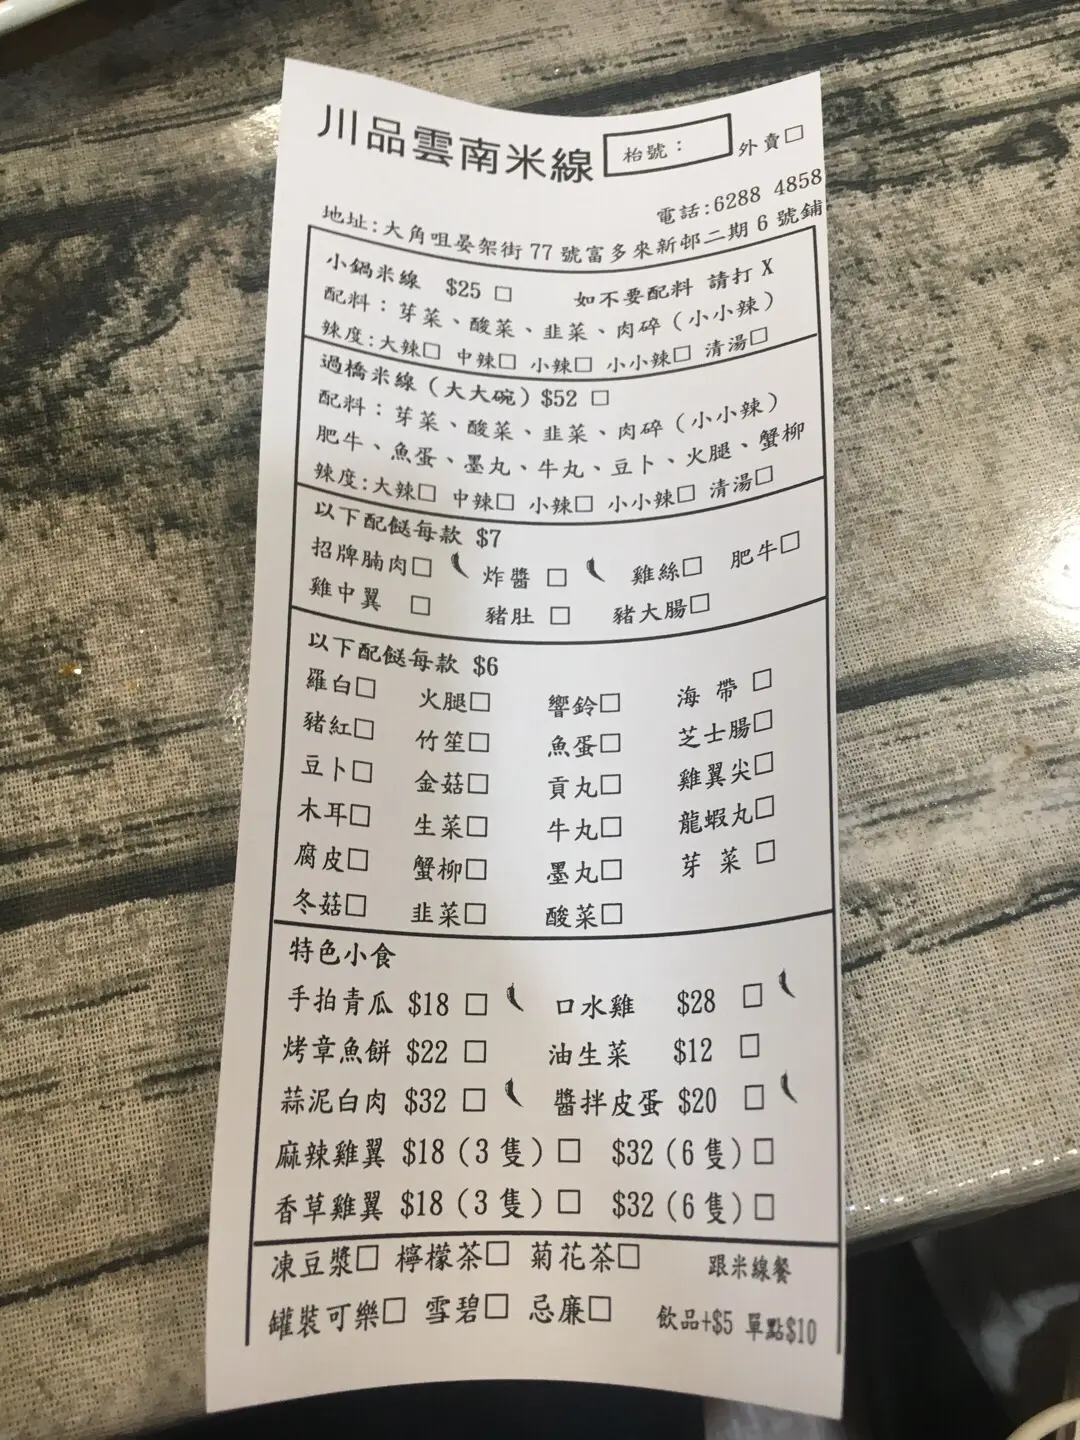 川品雲南米線 枱號： 外賣□
電話:6288 4858
地址:大角咀晏架街 77 號富多來新邨二期 6 號鋪
小鍋米線 $25 □ 如不要配料 請打 X
配料：芽菜、酸菜、韭菜、肉碎（小小辣）
辣度:大辣□ 中辣□ 小辣□ 小小辣□ 清湯□
過橋米線（大大碗）$52 □
配料：芽菜、酸菜、韭菜、肉碎（小小辣）
肥牛、魚蛋、墨丸、牛丸、豆卜、火腿、蟹柳
辣度:大辣□ 中辣□ 小辣□ 小小辣□ 清湯□
以下配餸每款 $7
招牌腩肉□ 炸醬 □ 雞絲□ 肥牛□
雞中翼 □ 豬肚 □ 豬大腸□
以下配餸每款 $6
羅白□ 火腿□ 響鈴□ 海 帶 □
豬紅□ 竹笙□ 魚蛋□ 芝士腸□
豆卜□ 金菇□ 貢丸□ 雞翼尖□
木耳□ 生菜□ 牛丸□ 龍蝦丸□
腐皮□ 蟹柳□ 墨丸□ 芽 菜 □
冬菇□ 韭菜□ 酸菜□
特色小食
手拍青瓜 $18 □ 口水雞 $28 □
烤章魚餅 $22 □ 油生菜 $12 □
蒜泥白肉 $32 □ 醬拌皮蛋 $20 □
麻辣雞翼 $18（3 隻）□ $32（6 隻）□
香草雞翼 $18（3 隻）□ $32（6 隻）□
凍豆漿□ 檸檬茶□ 菊花茶□ 跟米線餐
罐裝可樂□ 雪碧□ 忌廉□ 飲品+$5 單點$10